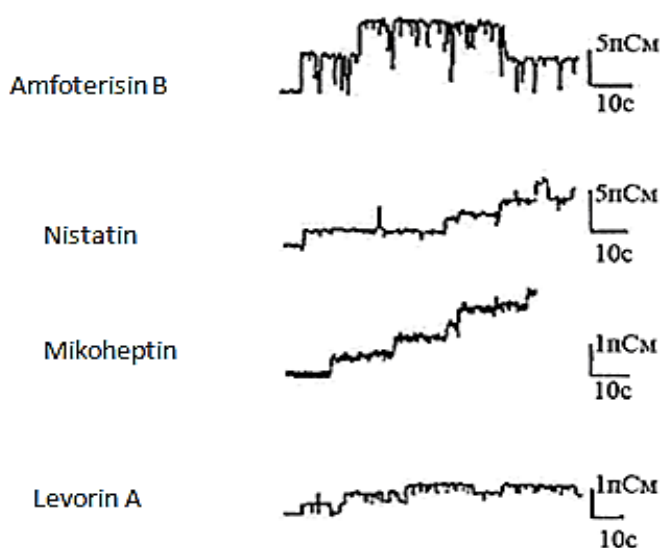 Amfoterisin B
5пСм
10с
Nistatin
5пСм
10с
Mikoheptin
1пСм
10с
Levorin A
1пСм
10с